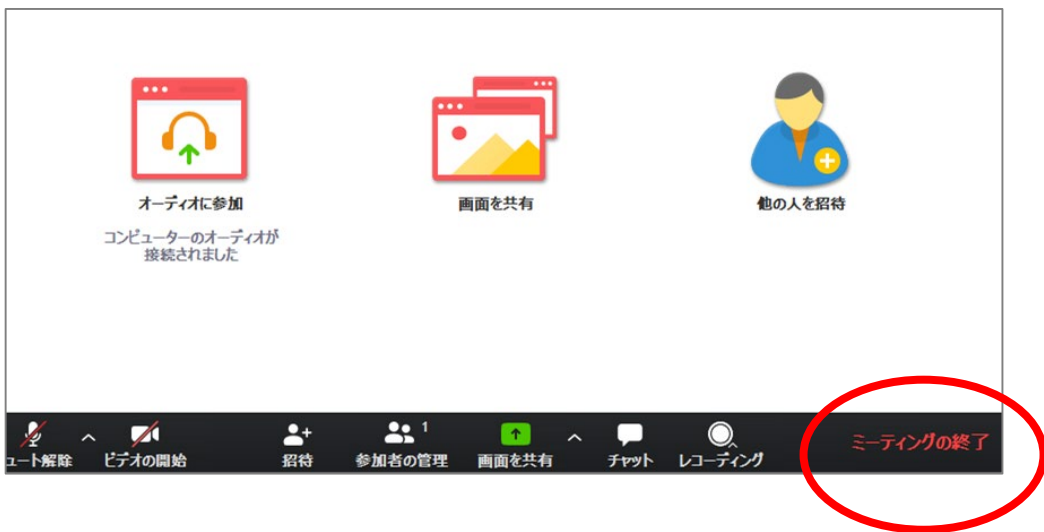 オーディオに参加
画面を共有
他の人を招待
コンピューターのオーディオが
接続されました
1
ュート解除
ビデオの開始
招待
参加者の管理
画面を共有
チャット
レコーディング
ミーティングの終了